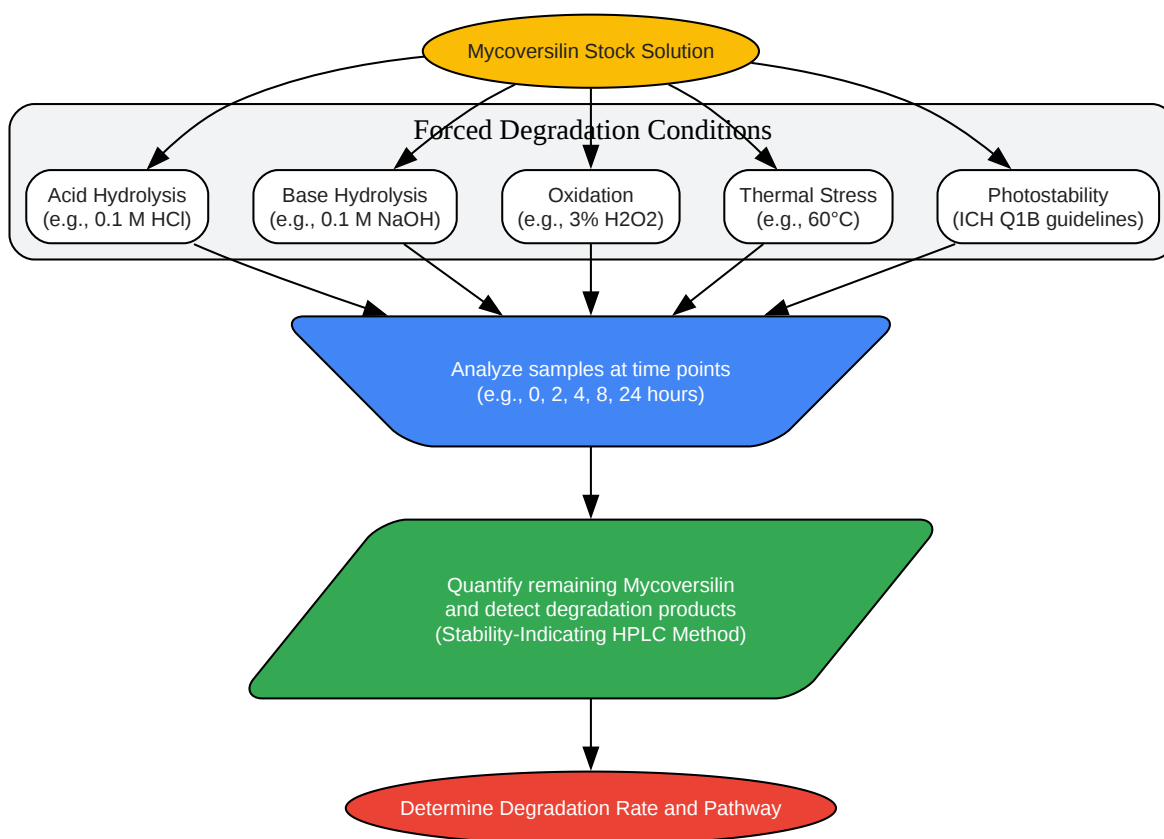 Mycoversilin Stock Solution
Forced Degradation Conditions
Acid Hydrolysis
(e.g., 0.1 M HCl)
Base Hydrolysis
(e.g., 0.1 M NaOH)
Oxidation
(e.g., 3% H2O2)
Thermal Stress
(e.g., 60°C)
Photostability
(ICH Q1B guidelines)
Analyze samples at time points
(e.g., 0, 2, 4, 8, 24 hours)
Quantify remaining Mycoversilin
and detect degradation products
(Stability-Indicating HPLC Method)
Determine Degradation Rate and Pathway